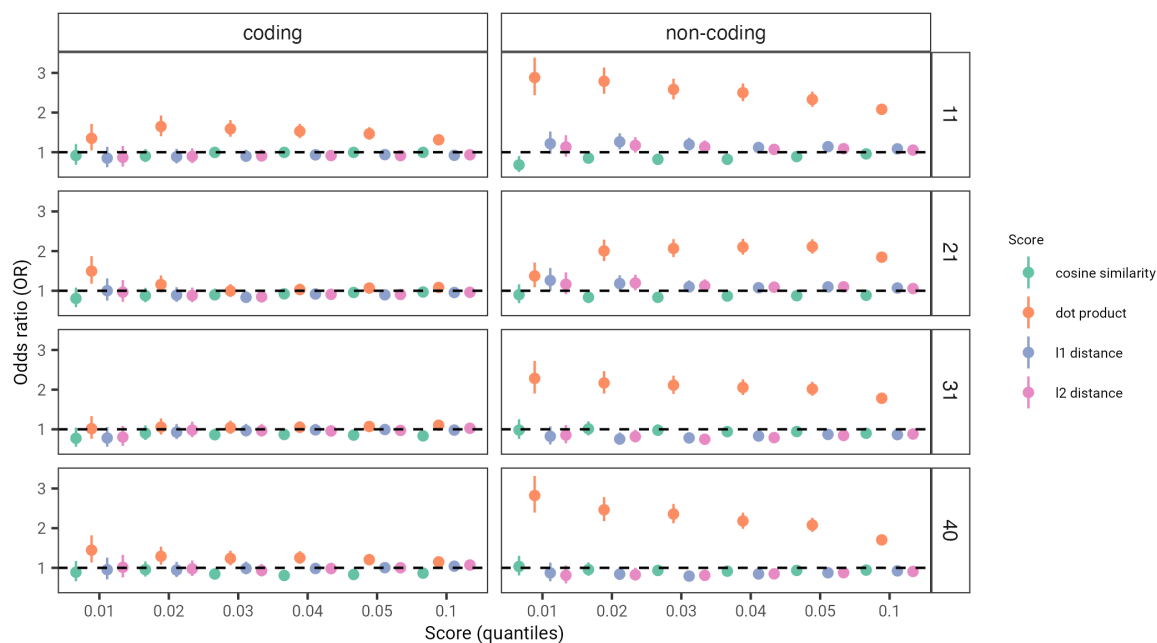 coding
non-coding
3
2
1
11
3
2
1
21
Odds ratio (OR)
3
2
1
31
3
2
1
40
0.01 0.02 0.03 0.04 0.05 0.1
0.01 0.02 0.03 0.04 0.05 0.1
Score (quantiles)
Score
cosine similarity
dot product
l1 distance
l2 distance